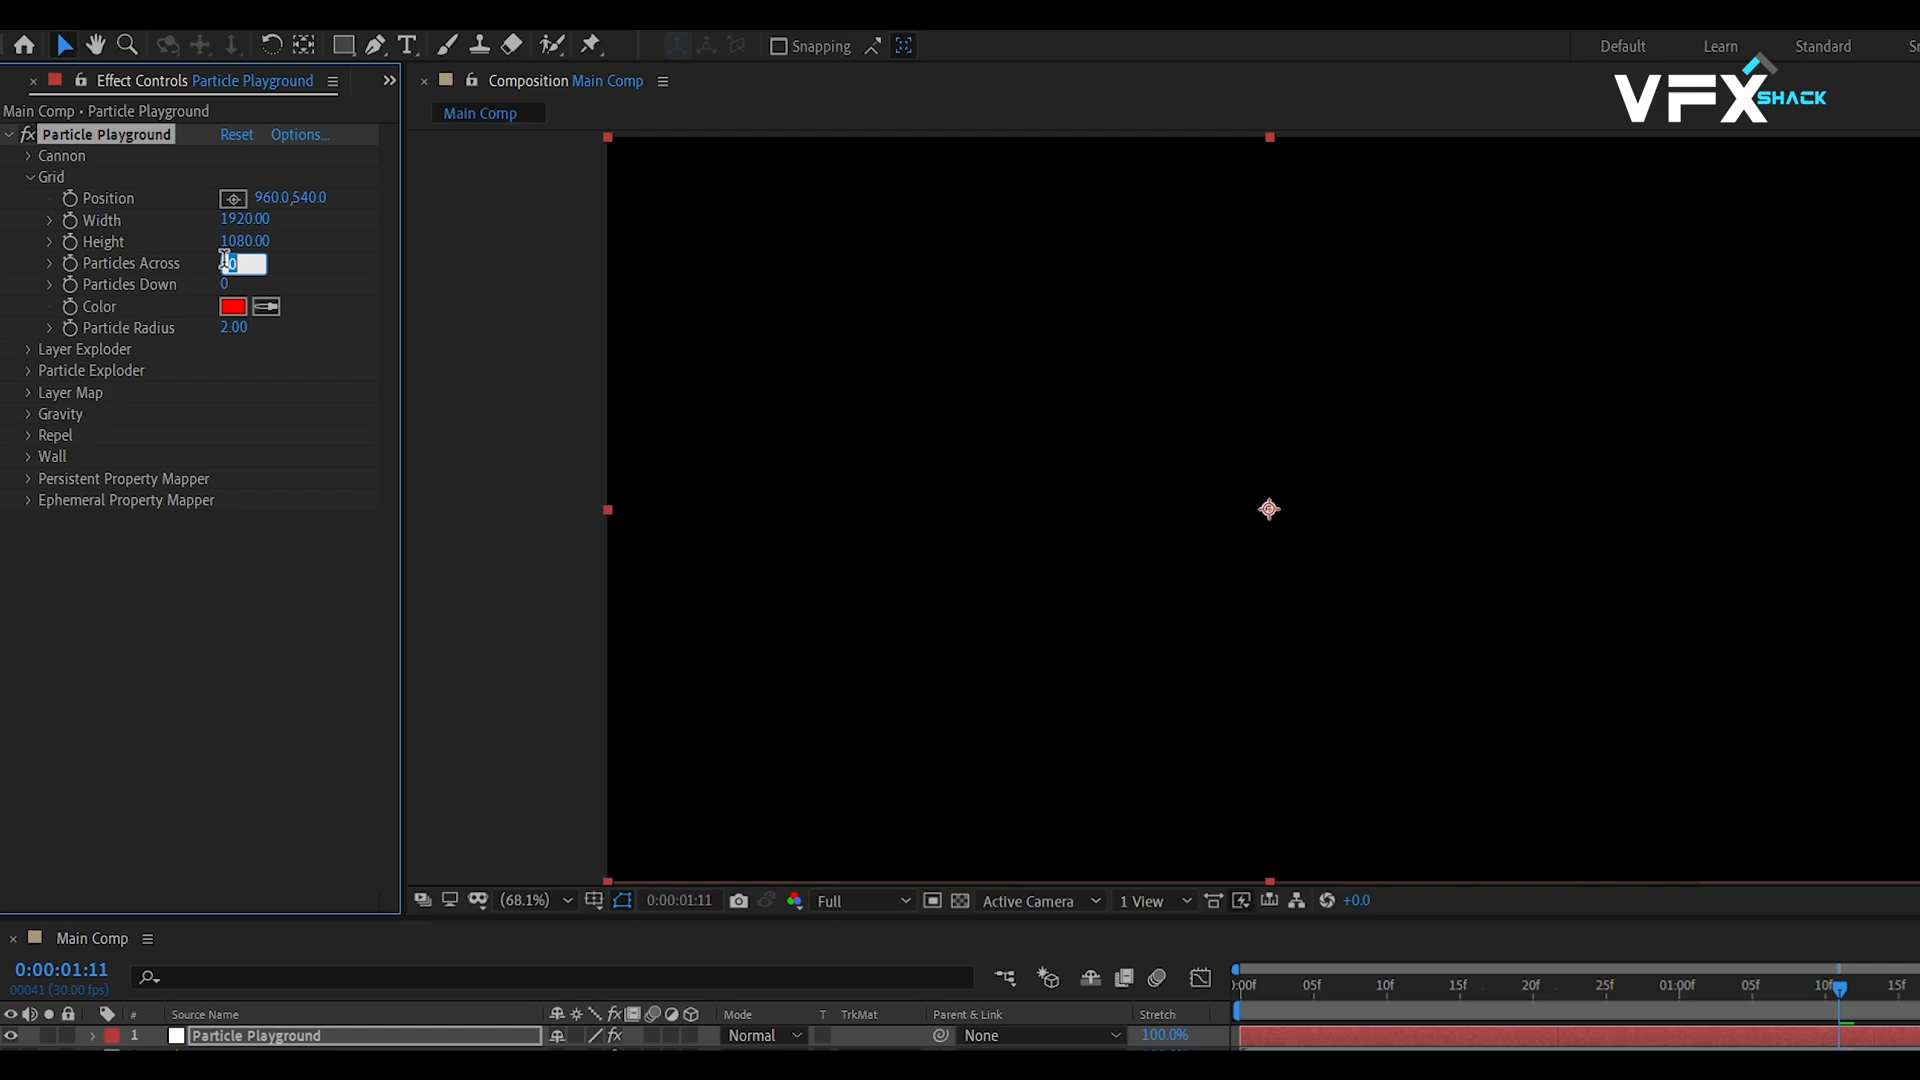 Snapping
Default
Learn
Standard
VFX SHACK
Effect Controls Particle Playground
Composition Main Comp
Main Comp • Particle Playground
Main Comp
fx Particle Playground Reset Options...
Cannon
Grid
Position 960.0,540.0
Width 1920.00
Height 1080.00
Particles Across 0
Particles Down 0
Color
Particle Radius 2.00
Layer Exploder
Particle Exploder
Layer Map
Gravity
Repel
Wall
Persistent Property Mapper
Ephemeral Property Mapper
(68.1%) 0:00:01:11 Full Active Camera 1 View +0.0
Main Comp
0:00:01:11
00041 (30.00 fps)
05f 10f 15f 20f 25f 01:00f 05f 10f 15f
# Source Name fx Mode T TrkMat Parent & Link Stretch
1 Particle Playground fx Normal None 100.0%